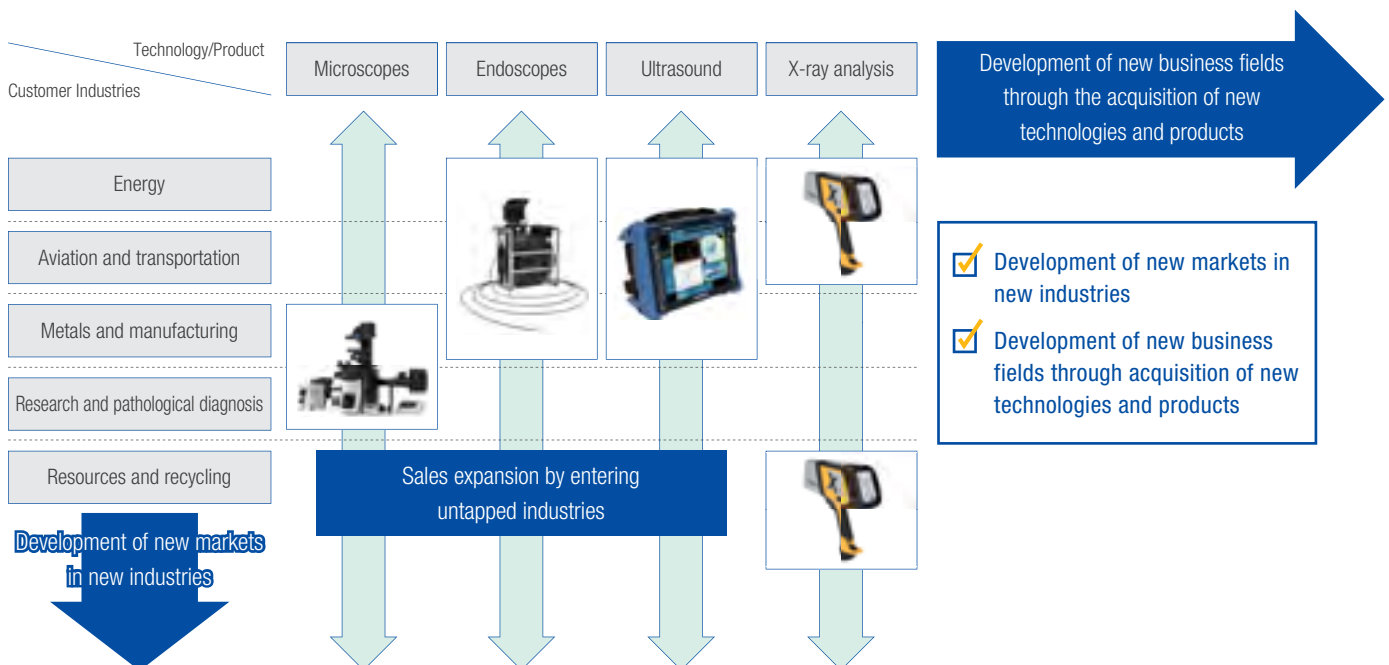 Technology/Product
Customer Industries
Microscopes
Endoscopes
Ultrasound
X-ray analysis
Development of new business fields
through the acquisition of new
technologies and products
Energy
Aviation and transportation
Metals and manufacturing
Research and pathological diagnosis
Resources and recycling
Development of new markets in
new industries
Development of new business
fields through acquisition of new
technologies and products
Sales expansion by entering
untapped industries
Development of new markets
in new industries